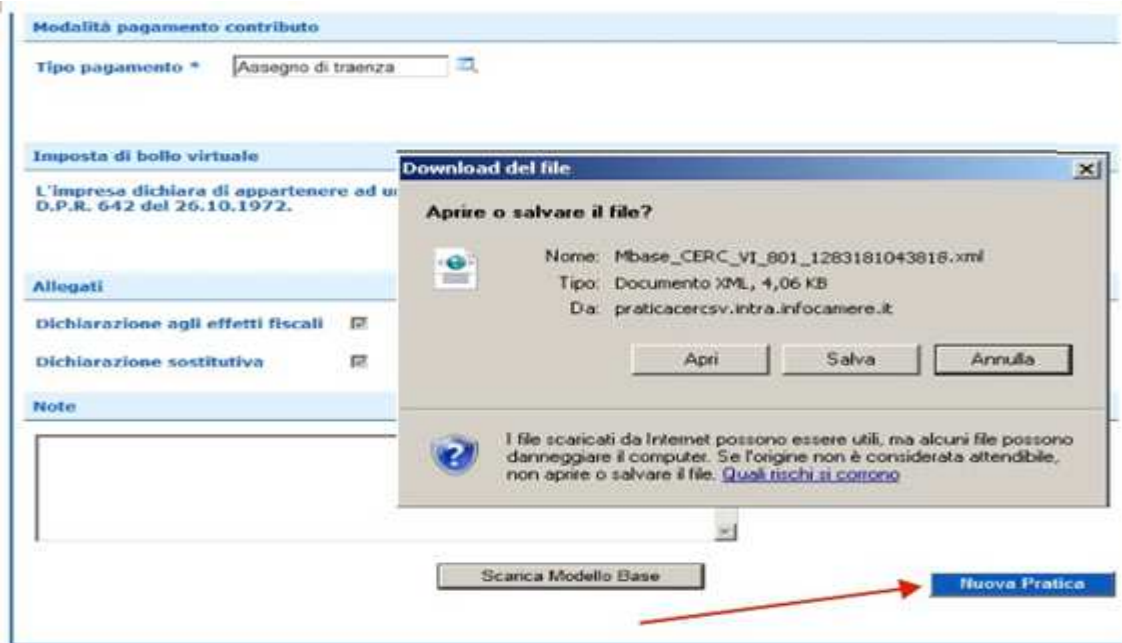 Modalità pagamento contributo
Tipo pagamento * Assegno di traenza
Imposta di bollo virtuale
L'impresa dichiara di appartenere ad
D.P.R. 642 del 26.10.1972.
Download del file
Aprire o salvare il file?
Nome: Mbase_CERC_VI_801_1283181043818.xml
Tipo: Documento XML, 4,06 KB
Da: praticacercsv.intra.infocamere.it
Apri Salva Annulla
I file scaricati da Internet possono essere utili, ma alcuni file possono
danneggiare il computer. Se l'origine non è considerata attendibile,
non aprire o salvare il file. Quali rischi si corrono
Allegati
Dichiarazione agli effetti fiscali
Dichiarazione sostitutiva
Note
Scarica Modello Base
Nuova Pratica